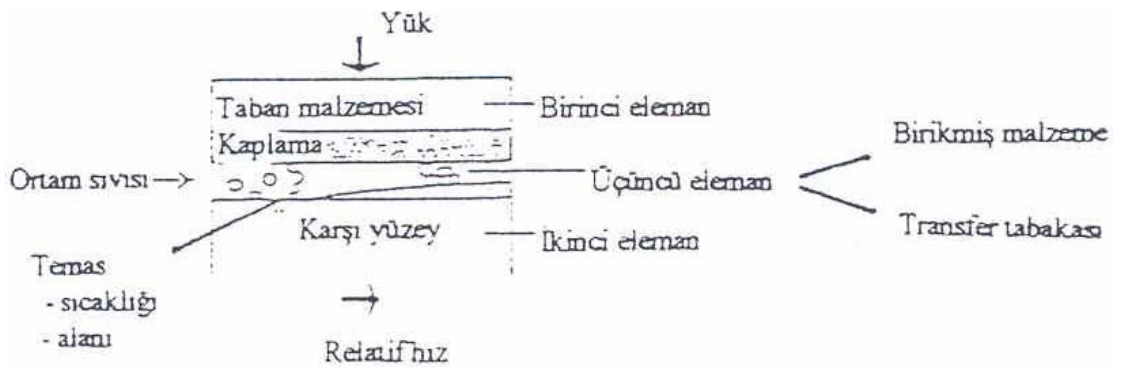 Yük
Taban malzemesi
Birinci eleman
Kaplama
Birikmiş malzeme
Ortam sıvısı
Üçüncü eleman
Karşı yüzey
İkinci eleman
Transfer tabakası
Temas
- sıcaklığı
- alanı
Relatif hız